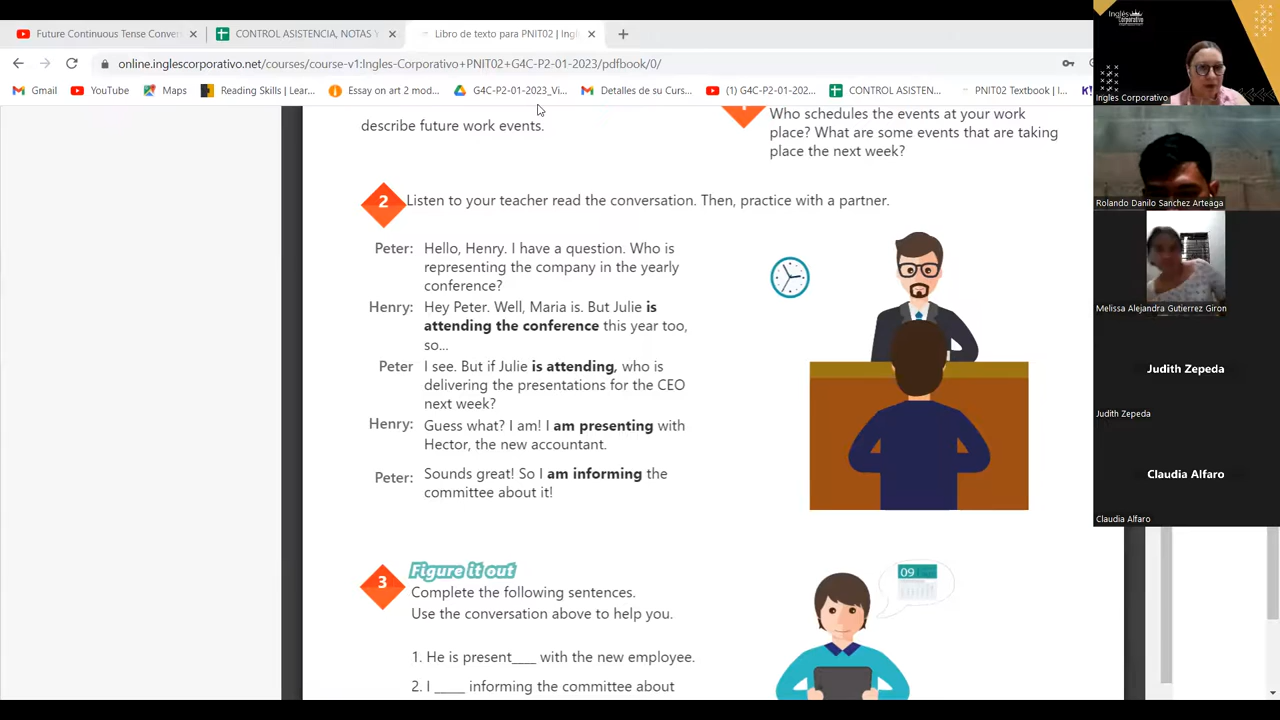 Future Continuous Tense Conver
CONTROL ASISTENCIA, NOTAS Y
Libro de texto para PNIT02 | Ingl
online.inglescorporativo.net/courses/course-v1:Ingles-Corporativo+PNIT02+G4C-P2-01-2023/pdfbook/0/
Gmail
YouTube
Maps
Reading Skills | Lear...
Essay on art 2 mod...
G4C-P2-01-2023_Vi...
Detalles de su Curs...
(1) G4C-P2-01-202...
CONTROL ASISTEN...
PNIT02 Textbook | I...
describe future work events.
Who schedules the events at your work
place? What are some events that are taking
place the next week?
2
Listen to your teacher read the conversation. Then, practice with a partner.
Peter: Hello, Henry. I have a question. Who is
representing the company in the yearly
conference?
Henry: Hey Peter. Well, Maria is. But Julie is
attending the conference this year too,
so...
Peter I see. But if Julie is attending, who is
delivering the presentations for the CEO
next week?
Henry: Guess what? I am! I am presenting with
Hector, the new accountant.
Peter: Sounds great! So I am informing the
committee about it!
3
Figure it out
Complete the following sentences.
Use the conversation above to help you.
1. He is present____ with the new employee.
2. I _____ informing the committee about
09
Inglés
Corporativo
Ingles Corporativo
Rolando Danilo Sanchez Arteaga
Melissa Alejandra Gutierrez Giron
Judith Zepeda
Judith Zepeda
Claudia Alfaro
Claudia Alfaro